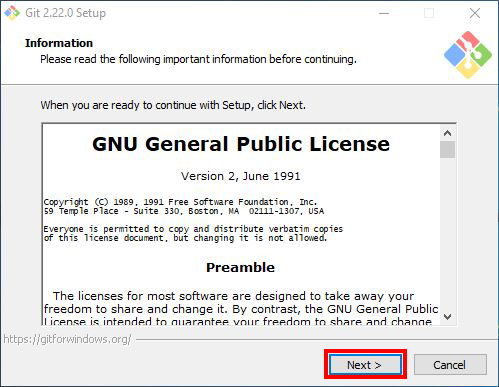 Git 2.22.0 Setup
Information
Please read the following important information before continuing.
When you are ready to continue with Setup, click Next.
GNU General Public License
Version 2, June 1991
Copyright (C) 1989, 1991 Free Software Foundation, Inc.
59 Temple Place - Suite 330, Boston, MA  02111-1307, USA
Everyone is permitted to copy and distribute verbatim copies
of this license document, but changing it is not allowed.
Preamble
The licenses for most software are designed to take away your
freedom to share and change it. By contrast, the GNU General Public
License is intended to guarantee your freedom to share and change
https://gitforwindows.org/
Next >
Cancel